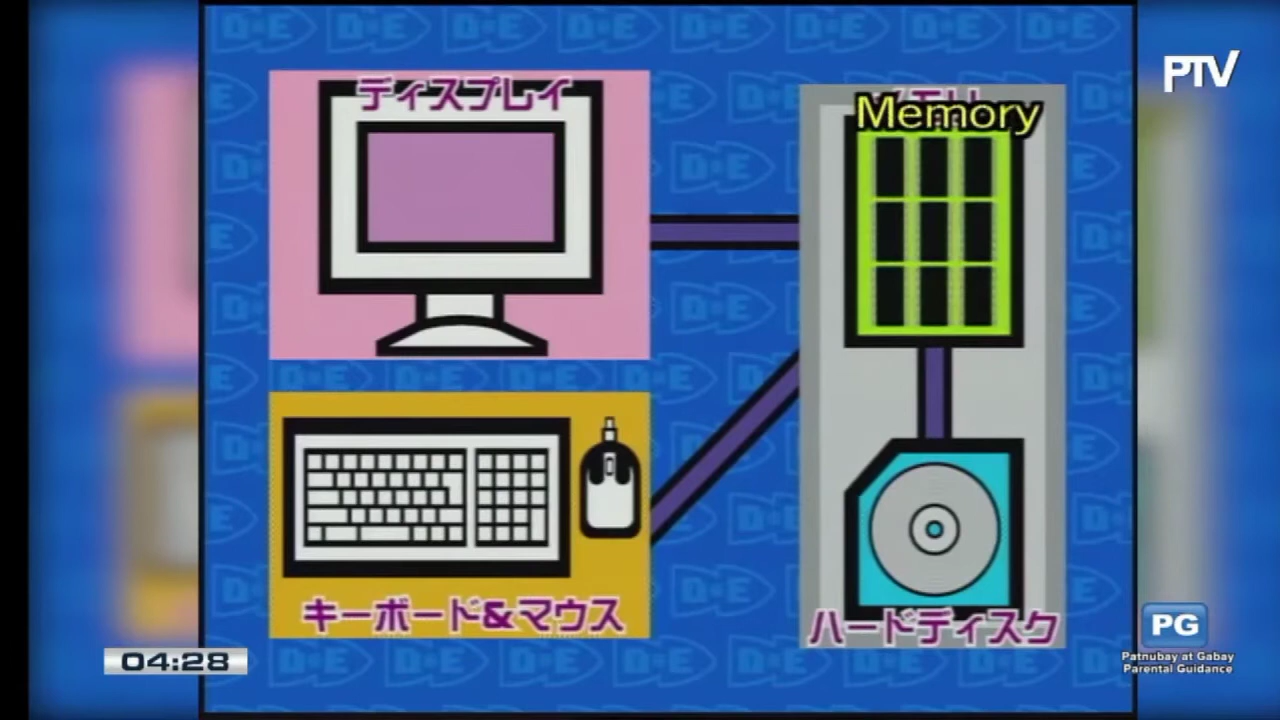 ディスプレイ
PTV
Memory
キーボード&マウス
ハードディスク
04:28
PG
Patnubay at Gabay
Parental Guidance